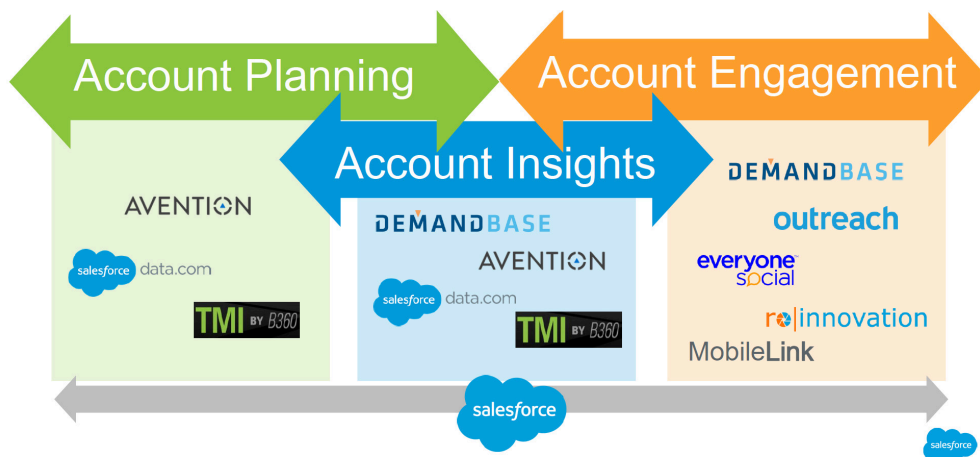 Account Planning
Account Engagement
Account Insights
AVENTION
salesforce data.com
TMI BY B360
DEMANDBASE
AVENTION
salesforce data.com
TMI BY B360
DEMANDBASE
outreach
everyone
social
ro|innovation
MobileLink
salesforce
salesforce